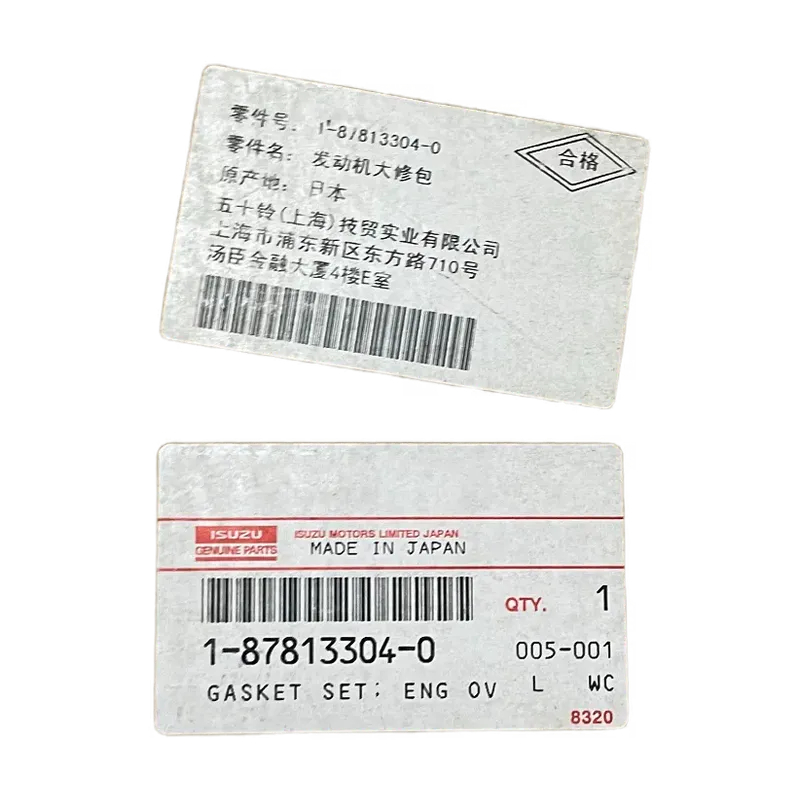 零件号: 1-87813304-0
零件名: 发动机大修包
原产地: 日本
合格
五十铃(上海)技贸实业有限公司
上海市浦东新区东方路710号
汤臣金融大厦4楼E室
ISUZU
GENUINE PARTS
ISUZU MOTORS LIMITED JAPAN
MADE IN JAPAN
QTY. 1
1-87813304-0 005-001
GASKET SET; ENG OV L WC
8320